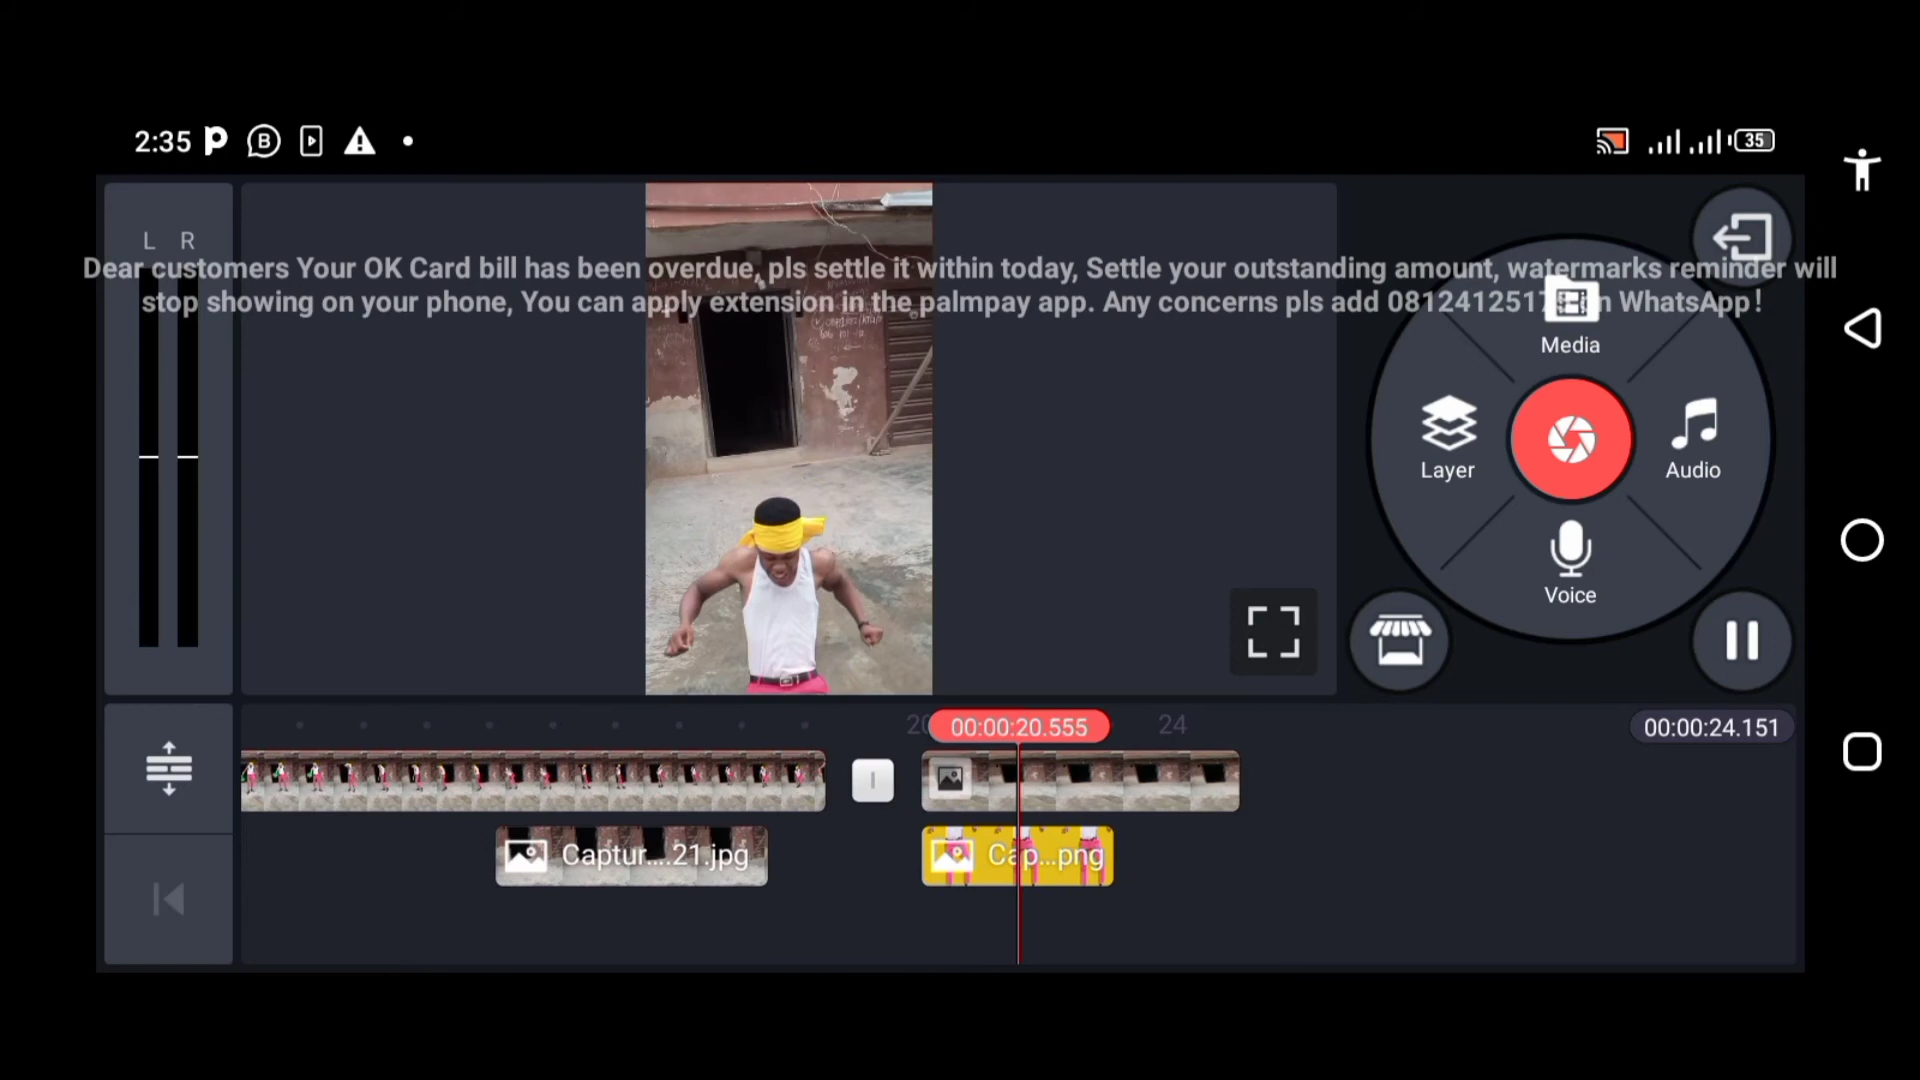 2:35
35
L R
Dear customers Your OK Card bill has been overdue, pls settle it within today, Settle your outstanding amount, watermarks reminder will
stop showing on your phone, You can apply extension in the palmpay app. Any concerns pls add WhatsApp!
Media
Layer
Audio
Voice
00:00:20.555
24
00:00:24.151
Captur....21.jpg
Cap...png